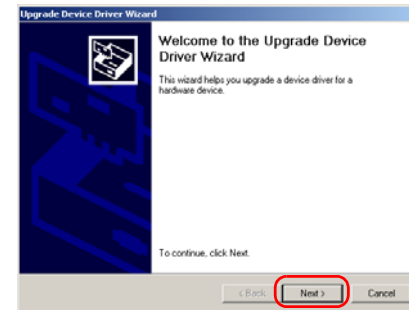 Upgrade Device Driver Wizard
Welcome to the Upgrade Device
Driver Wizard
This wizard helps you upgrade a device driver for a
hardware device.
To continue, click Next.
< Back
Next >
Cancel